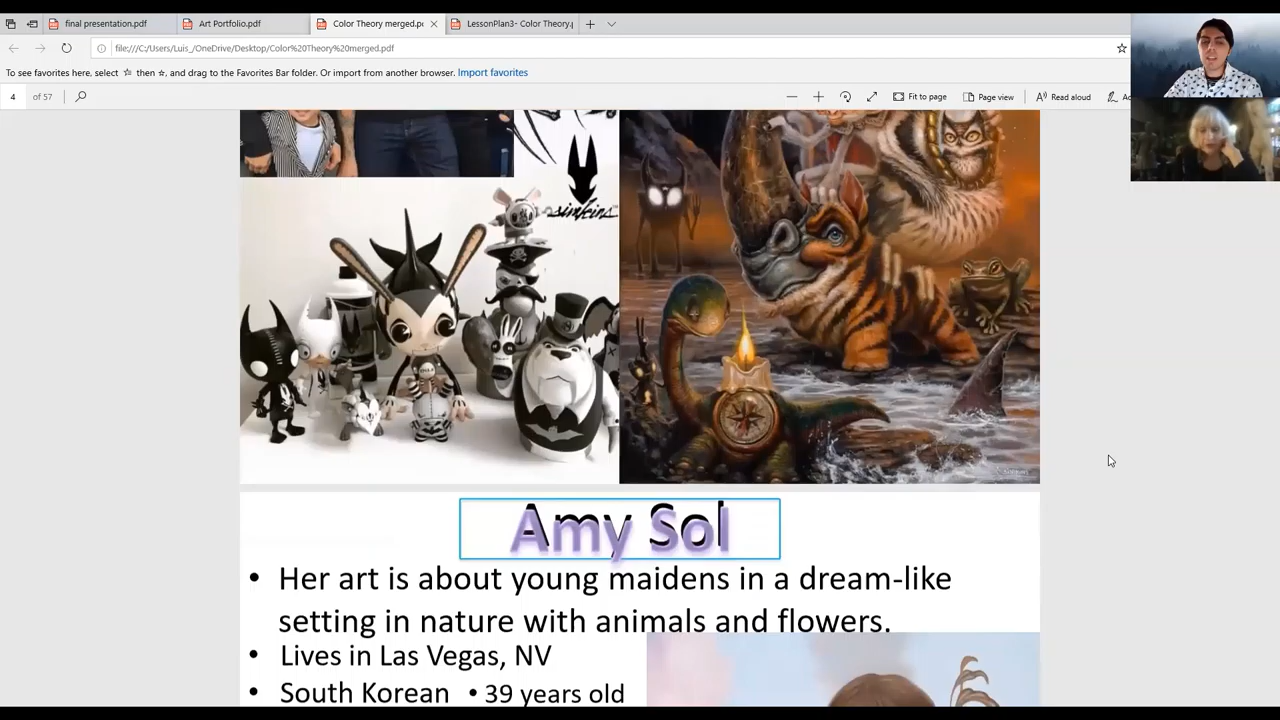 final presentation.pdf
Art Portfolio.pdf
Color Theory merged.pd
LessonPlan3- Color Theory.p
file:///C:/Users/Luis_/OneDrive/Desktop/Color%20Theory%20merged.pdf
To see favorites here, select ☆ then ☆, and drag to the Favorites Bar folder. Or import from another browser. Import favorites
4 of 57
Fit to page
Page view
Read aloud
simkins
Amy Sol
• Her art is about young maidens in a dream-like
setting in nature with animals and flowers.
• Lives in Las Vegas, NV
• South Korean • 39 years old